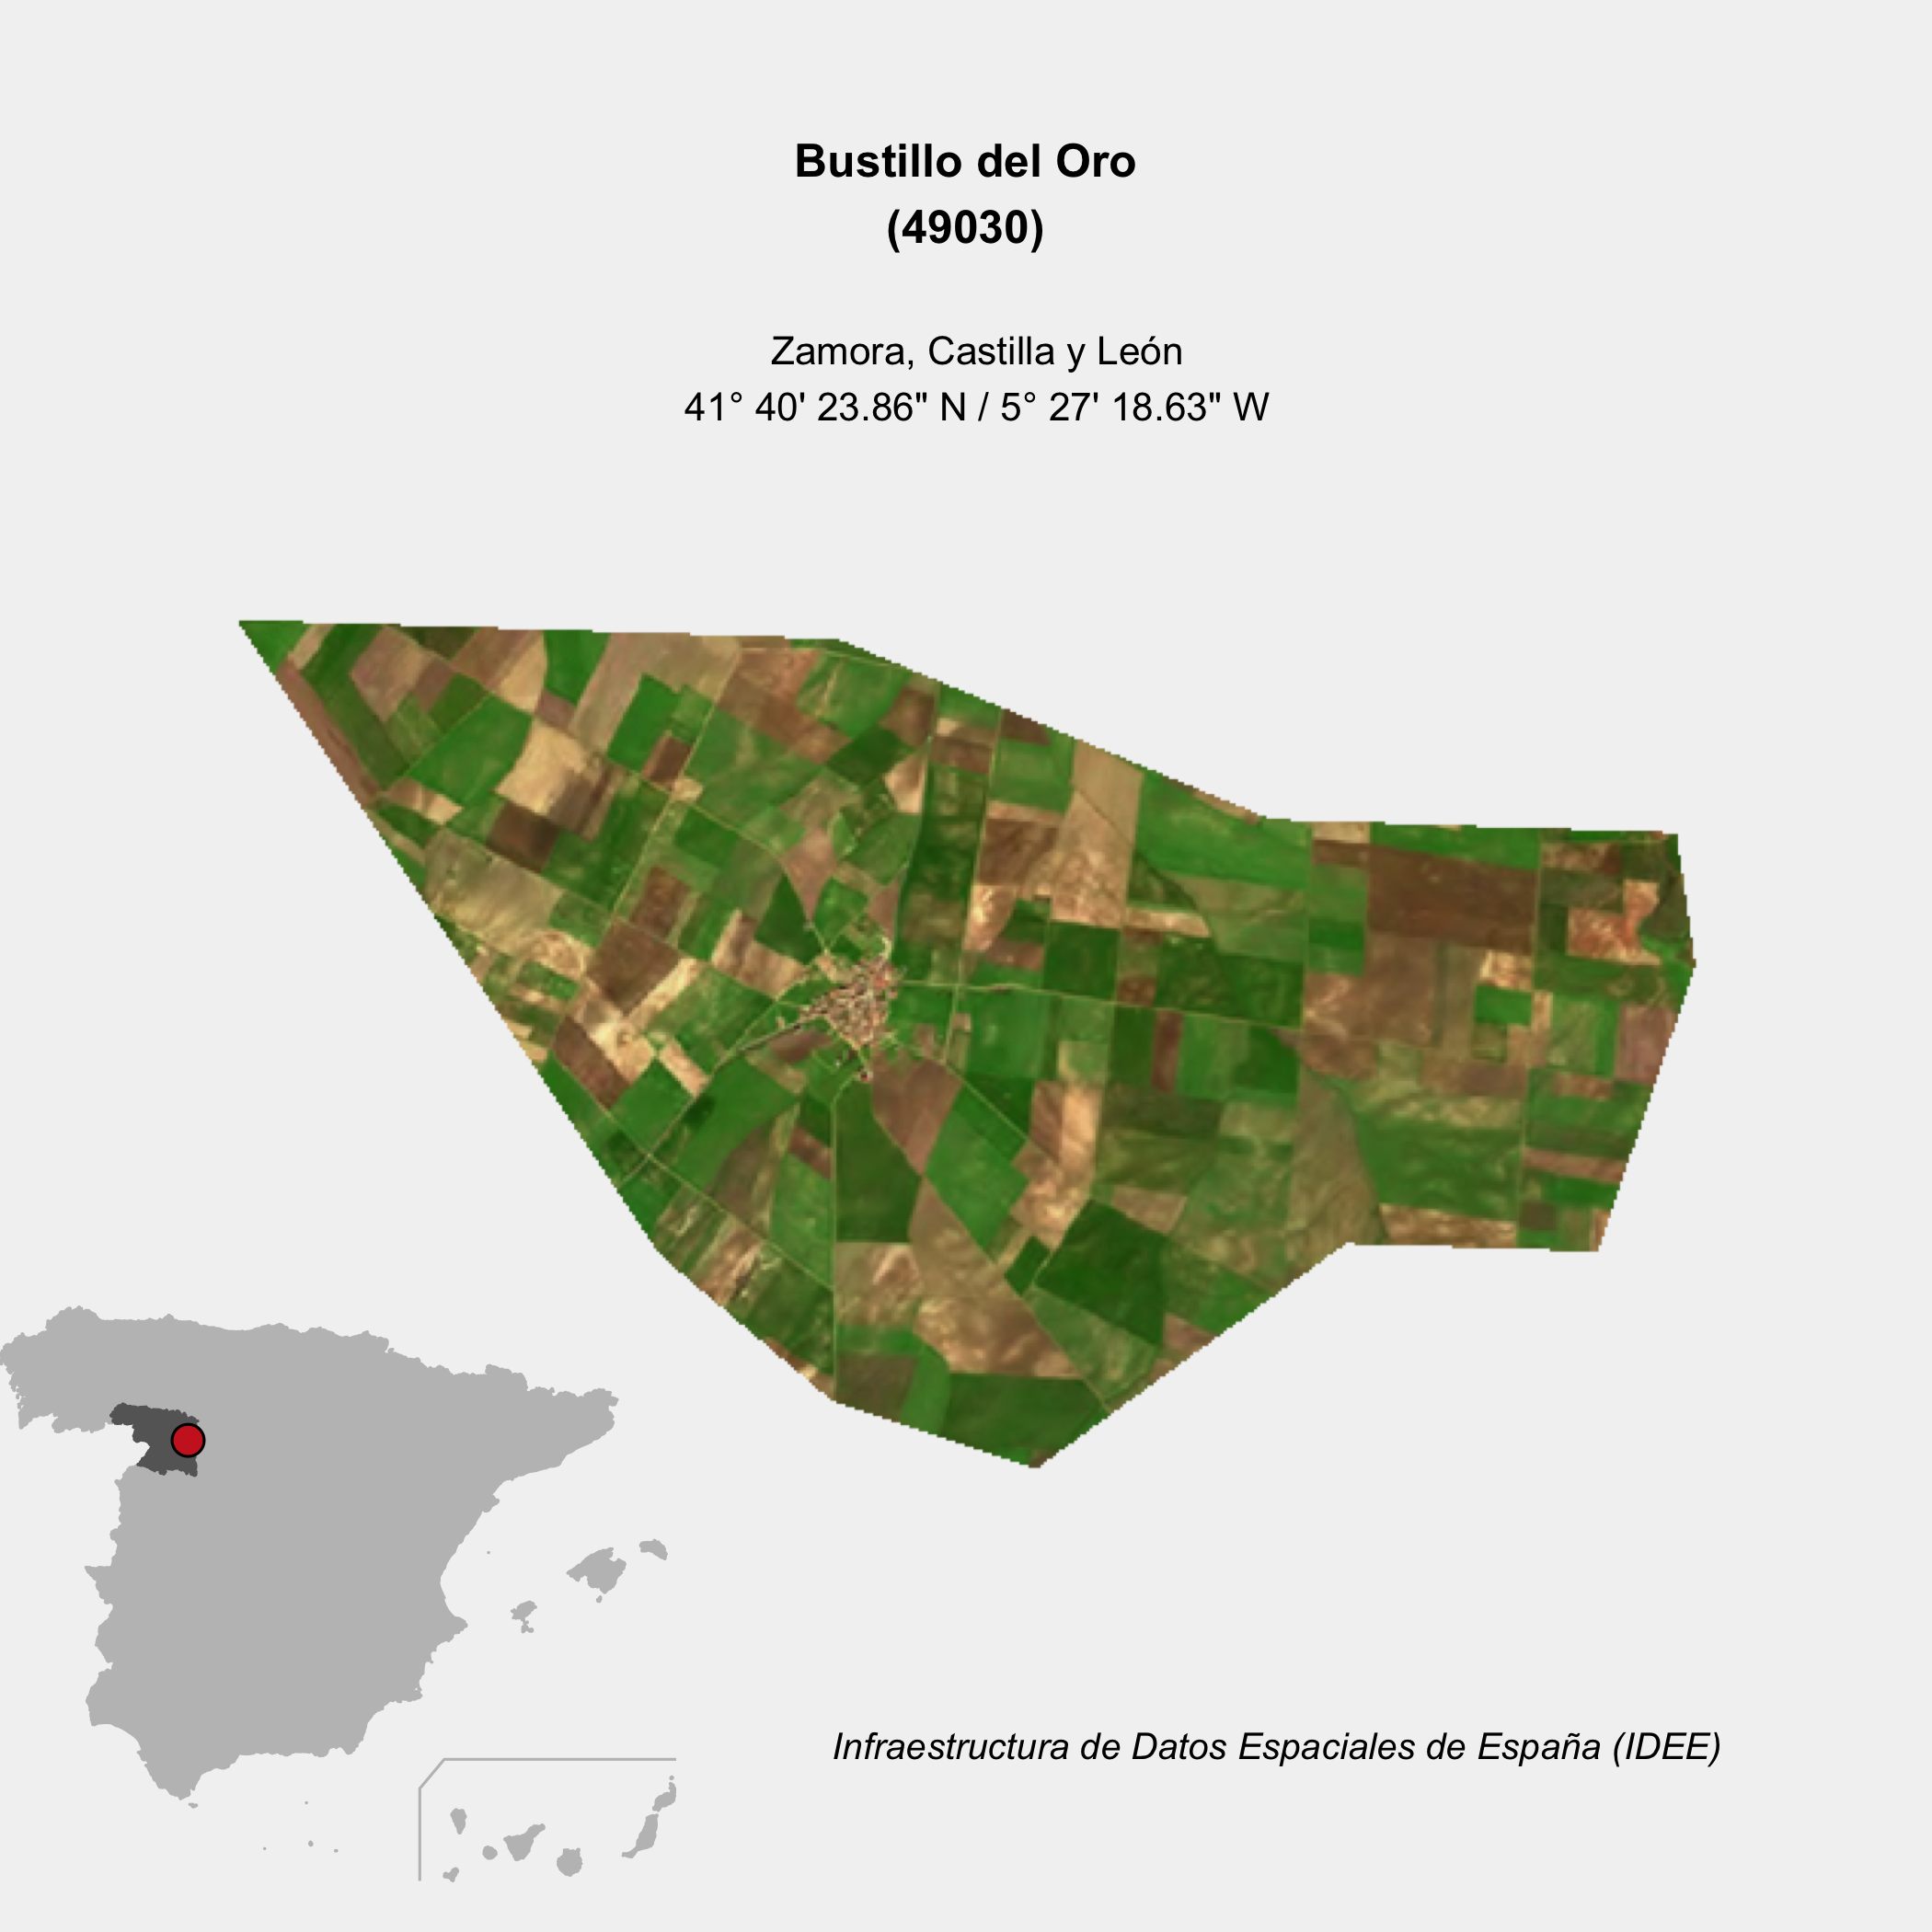 Bustillo del Oro
(49030)
Zamora, Castilla y León
41° 40' 23.86" N / 5° 27' 18.63" W
Infraestructura de Datos Espaciales de España (IDEE)